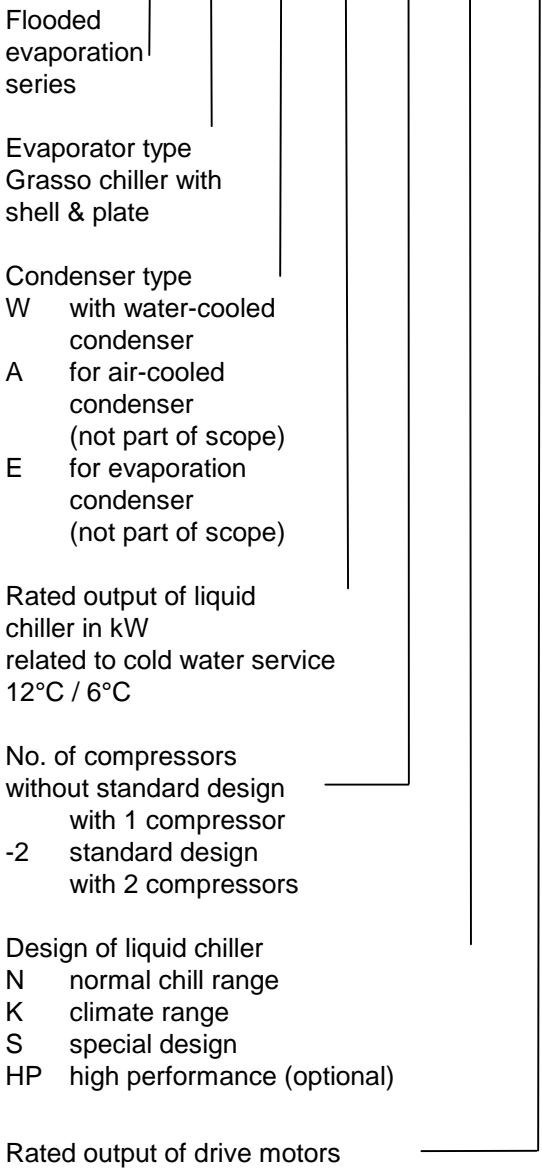 Flooded
evaporation
series
Evaporator type
Grasso chiller with
shell & plate
Condenser type
W with water-cooled
condenser
A for air-cooled
condenser
(not part of scope)
E for evaporation
condenser
(not part of scope)
Rated output of liquid
chiller in kW
related to cold water service
12°C / 6°C
No. of compressors
without standard design
with 1 compressor
-2 standard design
with 2 compressors
Design of liquid chiller
N normal chill range
K climate range
S special design
HP high performance (optional)
Rated output of drive motors